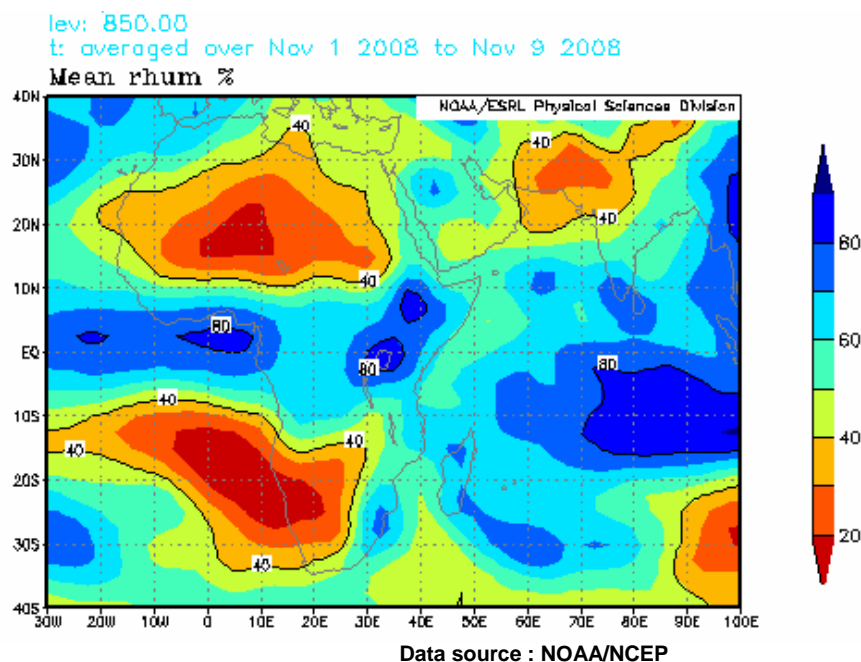 lev: 850.00
t: averaged over Nov 1 2008 to Nov 9 2008
Mean rhum %
NOAA/ESRL Physical Sciences Division
40N
30N
20N
10N
EQ
10S
20S
30S
40S
40
40
40
40
80
80
80
40
40
40
40
30W
20W
10W
0
10E
20E
30E
40E
50E
60E
70E
80E
90E
100E
80
60
40
20
Data source : NOAA/NCEP